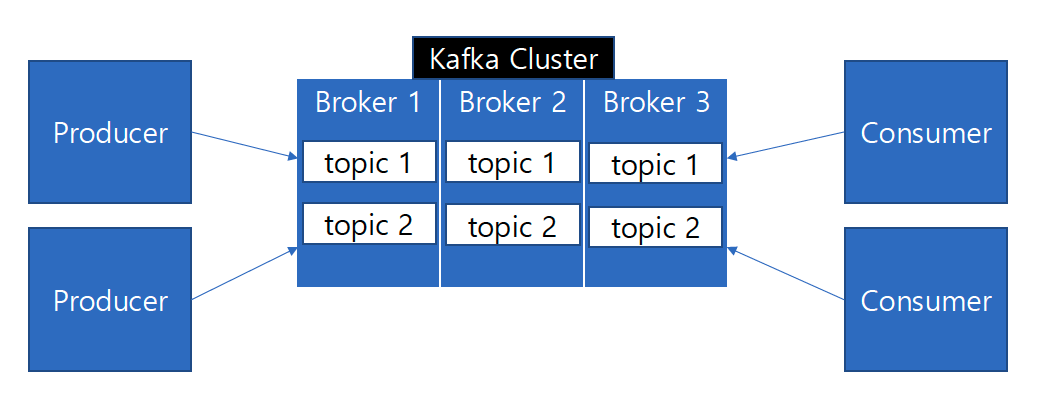 Kafka Cluster
Producer
Broker 1
Broker 2
Broker 3
Consumer
topic 1
topic 1
topic 1
topic 2
topic 2
topic 2
Producer
Consumer